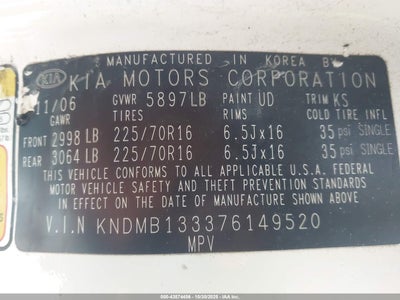 MANUFACTURED IN KOREA BY
KIA KIA MOTORS CORPORATION
11/06 GVWR 5897LB PAINT UD TRIM KS
GAWR TIRES RIMS COLD TIRE INFL
FRONT 2998 LB 225/70R16 6.5Jx16 35 psi SINGLE
REAR 3064 LB 225/70R16 6.5Jx16 35 psi SINGLE
THIS VEHICLE CONFORMS TO ALL APPLICABLE U.S.A. FEDERAL
MOTOR VEHICLE SAFETY AND THEFT PREVENTION STANDARDS
IN EFFECT ON THE DATE OF MANUFACTURE SHOWN ABOVE.
V.I.N KNDMB133376149520
MPV